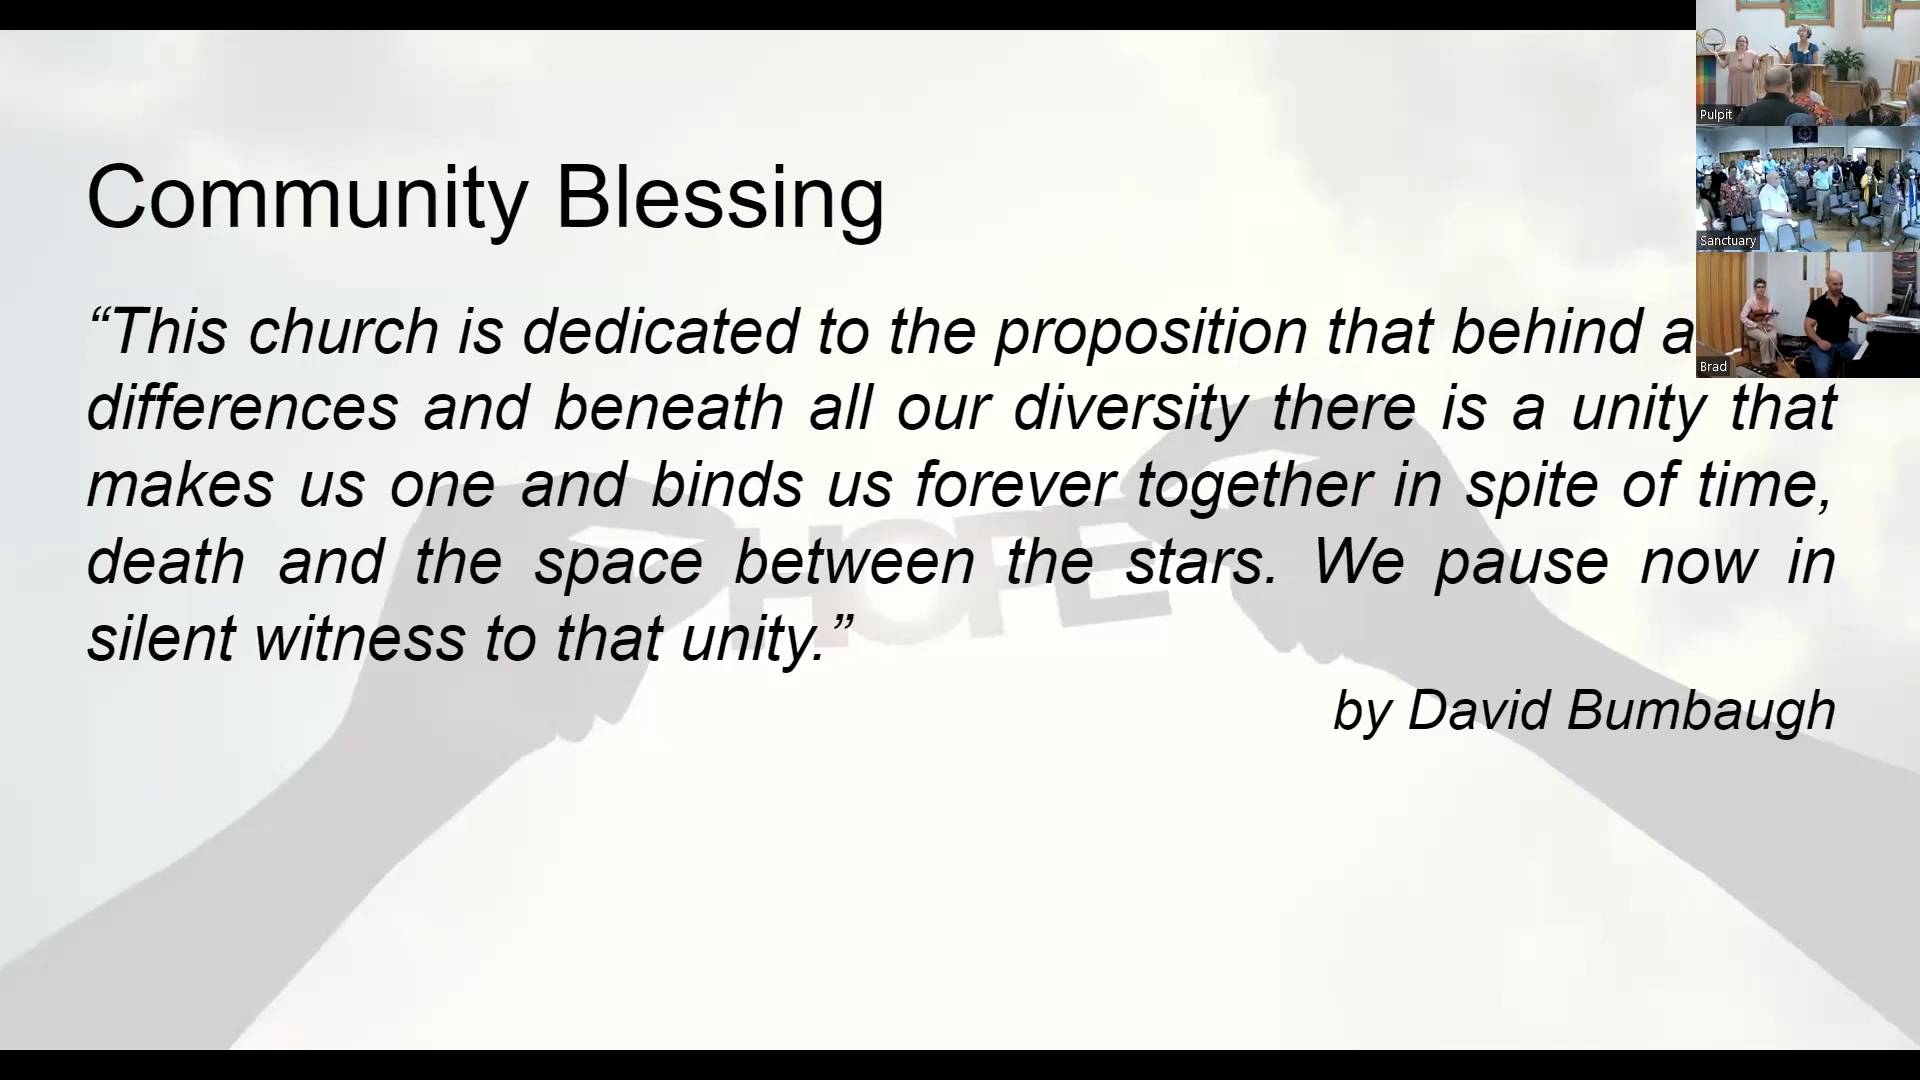 Community Blessing
“This church is dedicated to the proposition that behind
differences and beneath all our diversity there is a unity that
makes us one and binds us forever together in spite of time,
death and the space between the stars. We pause now in
silent witness to that unity.”
by David Bumbaugh
HOPE
Pulpit
Sanctuary
Brad